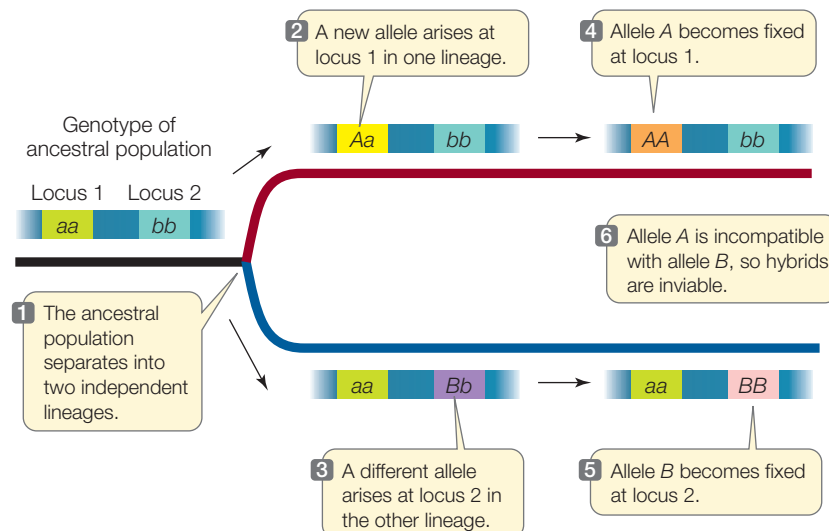 Genotype of
ancestral population
Locus 1 Locus 2
aa bb
1 The ancestral
population
separates into
two independent
lineages.
2 A new allele arises at
locus 1 in one lineage.
Aa bb
3 A different allele
arises at locus 2 in
the other lineage.
aa Bb
4 Allele A becomes fixed
at locus 1.
AA bb
5 Allele B becomes fixed
at locus 2.
aa BB
6 Allele A is incompatible
with allele B, so hybrids
are inviable.